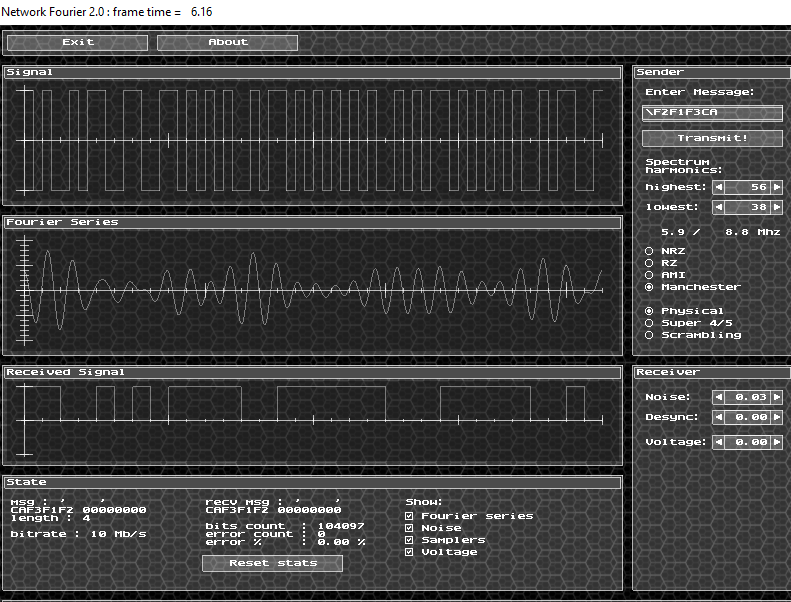 Network Fourier 2.0 : frame time =   6.16
Exit
About
Signal
Sender
Enter Message:
\F2F1F3CA
Transmit!
Spectrum
harmonics:
highest: 56
lowest: 38
5.9 /   8.8 Mhz
NRZ
RZ
AMI
Manchester
Physical
Super 4/5
Scrambling
Fourier Series
Received Signal
Receiver
Noise: 0.03
Desync: 0.00
Voltage: 0.00
State
msg : '     '
CAF3F1F2 00000000
length : 4
bitrate : 10 Mb/s
recv msg : '     '
CAF3F1F2 00000000
bits count  : 104097
error count : 0
error %     : 0.00 %
Reset stats
Show:
Fourier series
Noise
Samplers
Voltage